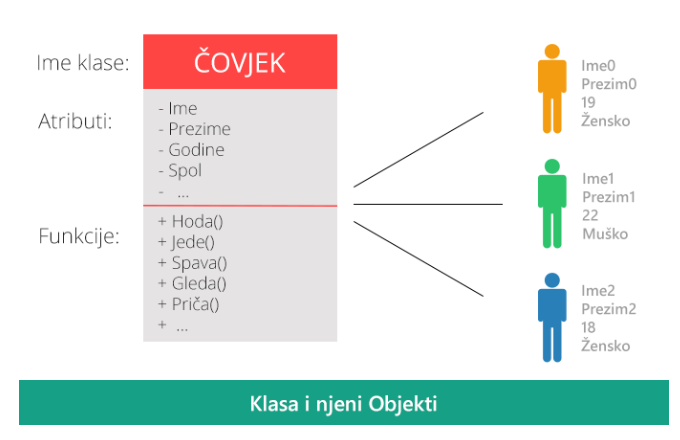 Ime klase:
ČOVJEK
Atributi:
- Ime
- Prezime
- Godine
- Spol
- ...
Funkcije:
+ Hoda()
+ Jede()
+ Spava()
+ Gleda()
+ Priča()
+ ...
Ime0
Prezim0
19
Žensko
Ime1
Prezim1
22
Muško
Ime2
Prezim2
18
Žensko
Klasa i njeni Objekti